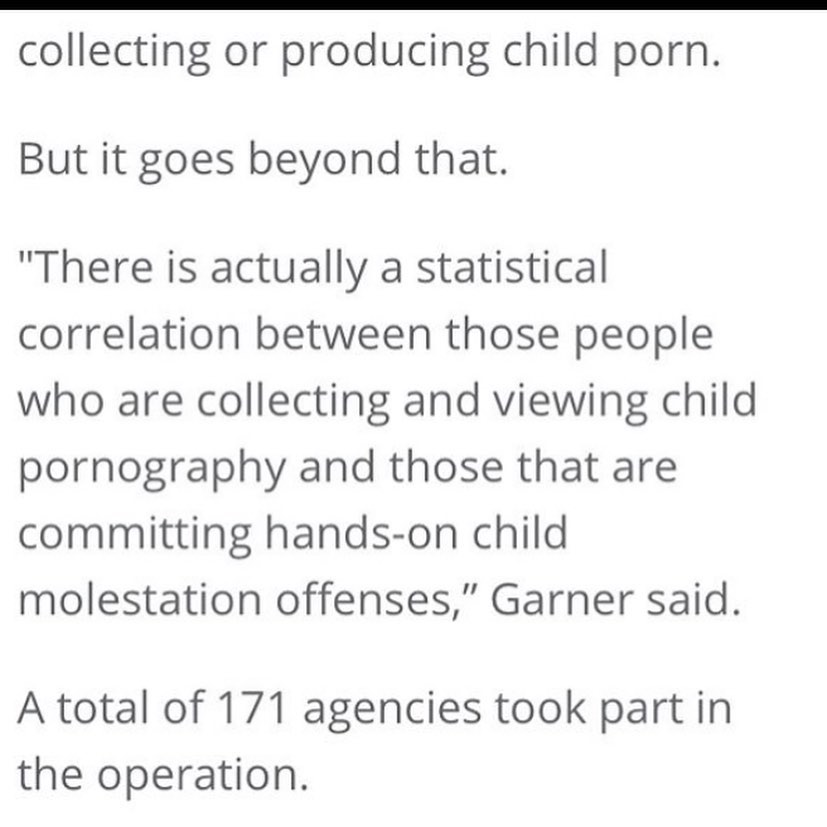 collecting or producing child porn.
But it goes beyond that.
"There is actually a statistical
correlation between those people
who are collecting and viewing child
pornography and those that are
committing hands-on child
molestation offenses,” Garner said.
A total of 171 agencies took part in
the operation.